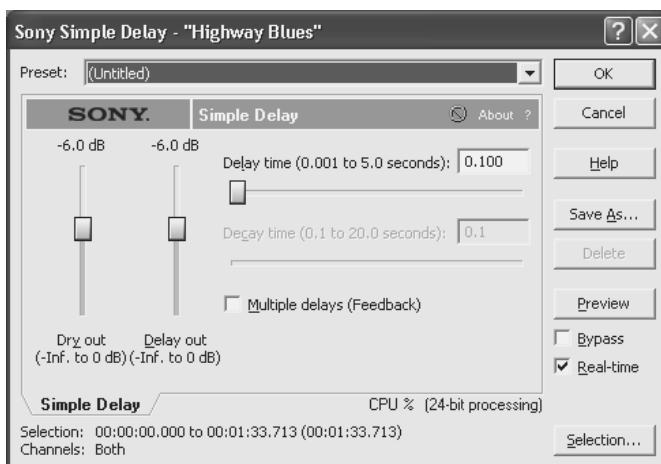 Sony Simple Delay - "Highway Blues"
Preset: (Untitled)
OK
SONY. Simple Delay About ?
Cancel
-6.0 dB -6.0 dB
Delay time (0.001 to 5.0 seconds): 0.100
Help
Decay time (0.1 to 20.0 seconds): 0.1
Save As...
Delete
Multiple delays (Feedback)
Preview
Dry out Delay out
(-Inf. to 0 dB) (-Inf. to 0 dB)
Bypass
Real-time
Simple Delay CPU % (24-bit processing)
Selection: 00:00:00.000 to 00:01:33.713 (00:01:33.713)
Channels: Both
Selection...